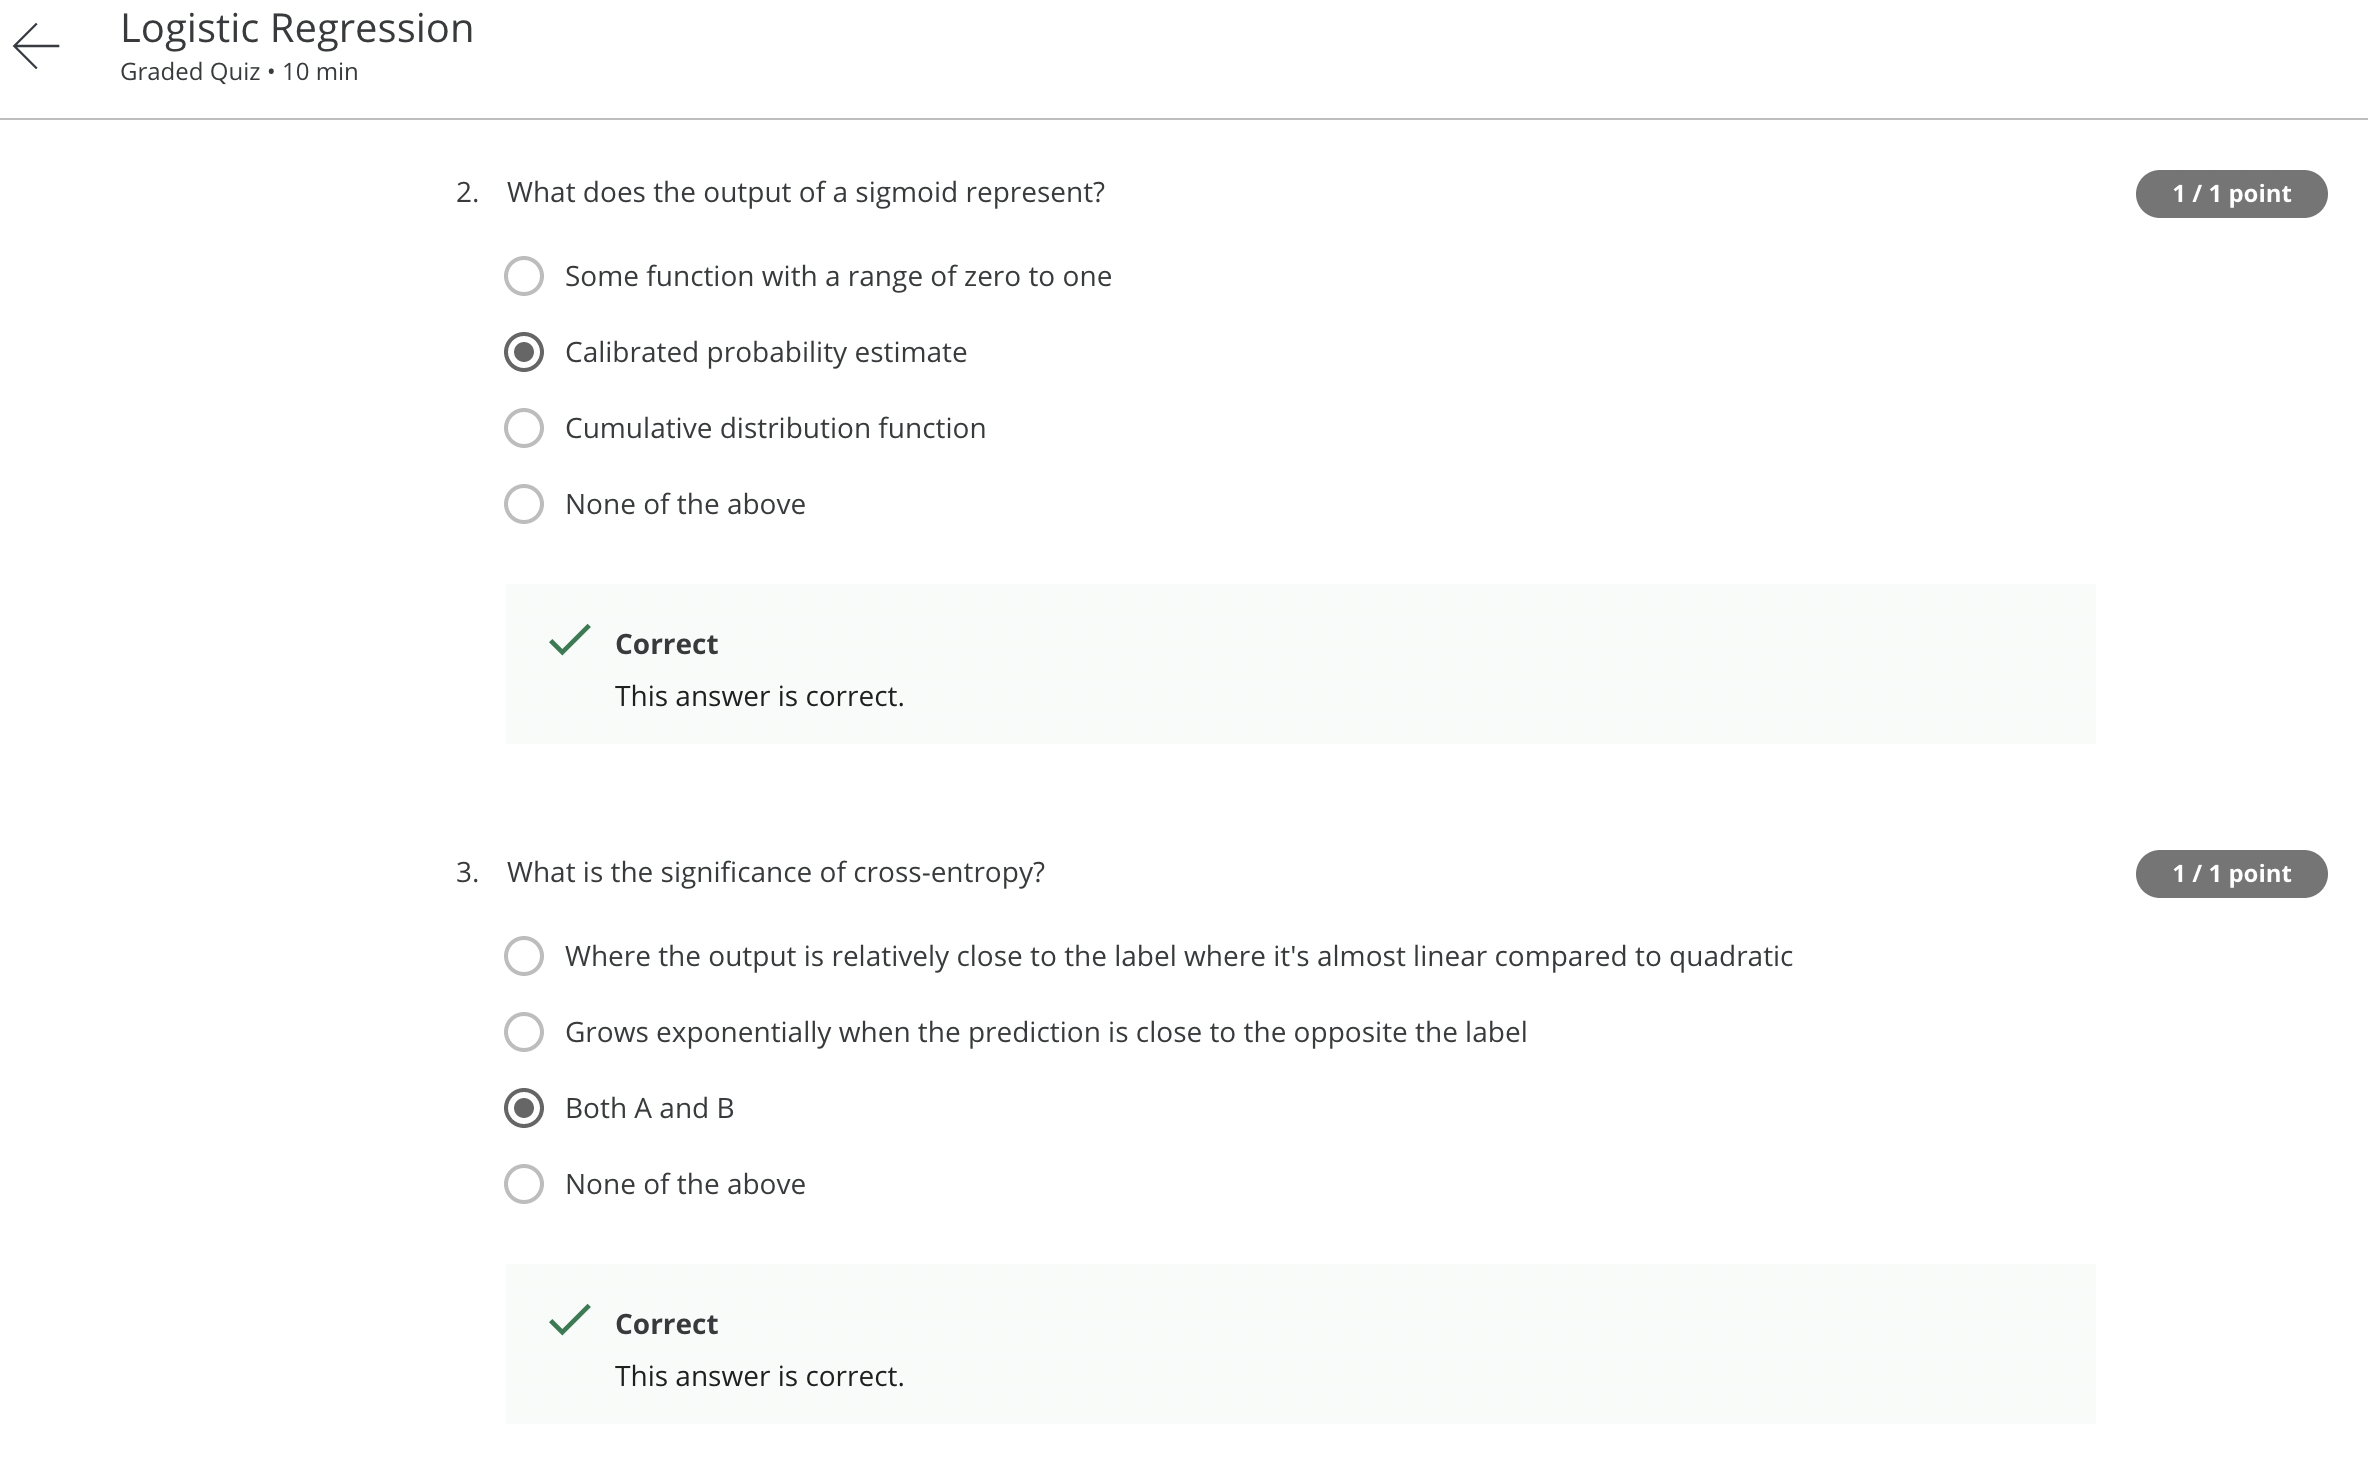 Logistic Regression
Graded Quiz • 10 min
2. What does the output of a sigmoid represent?
1 / 1 point
Some function with a range of zero to one
Calibrated probability estimate
Cumulative distribution function
None of the above
Correct
This answer is correct.
3. What is the significance of cross-entropy?
1 / 1 point
Where the output is relatively close to the label where it's almost linear compared to quadratic
Grows exponentially when the prediction is close to the opposite the label
Both A and B
None of the above
Correct
This answer is correct.